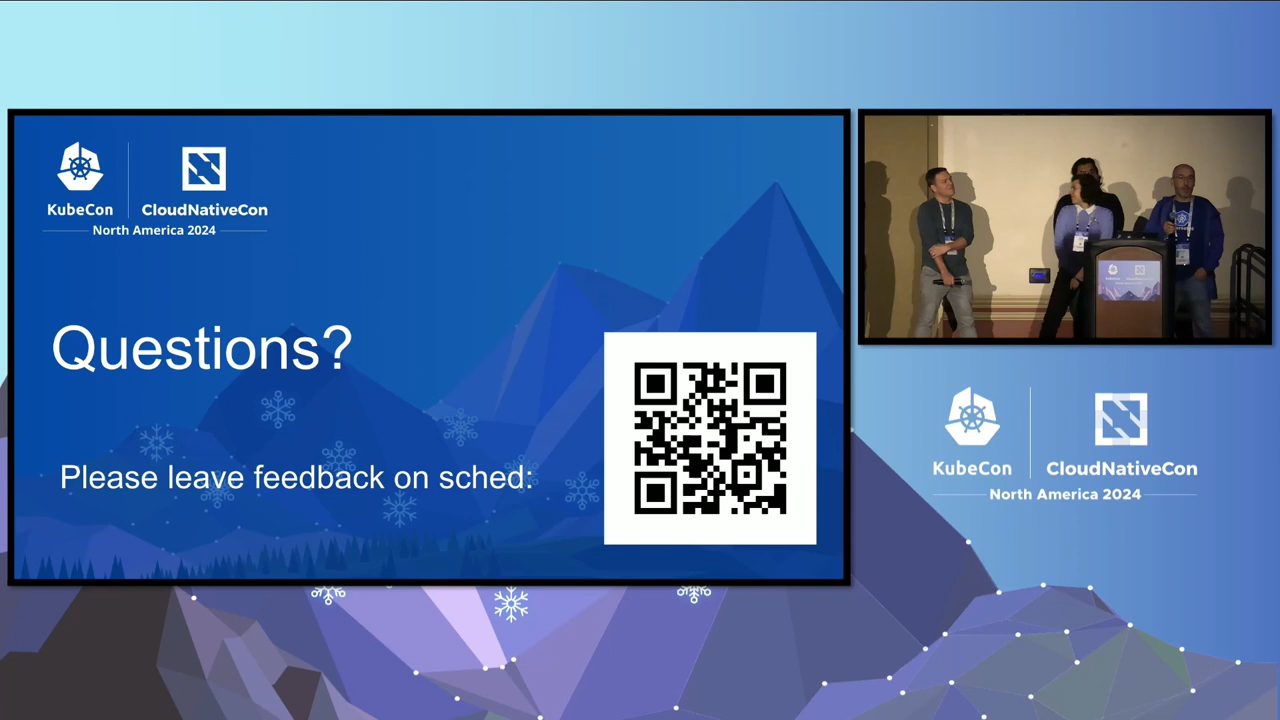 KubeCon
CloudNativeCon
North America 2024
Questions?
Please leave feedback on sched:
KubeCon
CloudNativeCon
North America 2024